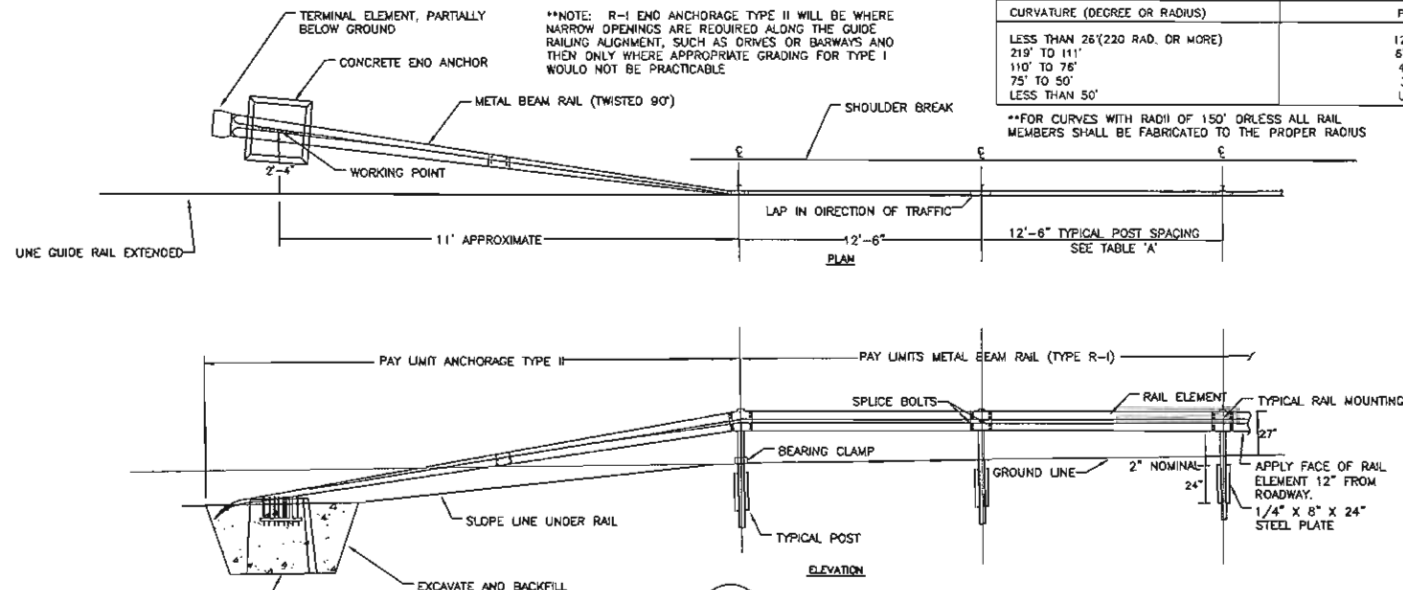 TERMINAL ELEMENT, PARTIALLY
BELOW GROUND
CONCRETE END ANCHOR
**NOTE: R-I END ANCHORAGE TYPE II WILL BE WHERE
NARROW OPENINGS ARE REQUIRED ALONG THE GUIDE
RAILING ALIGNMENT, SUCH AS DRIVES OR BARWAYS AND
THEN ONLY WHERE APPROPRIATE GRADING FOR TYPE I
WOULD NOT BE PRACTICABLE
METAL BEAM RAIL (TWISTED 90°)
SHOULDER BREAK
CURVATURE (DEGREE OR RADIUS)
LESS THAN 26°(220 RAD. OR MORE)
219' TO 111'
110' TO 76'
75' TO 50'
LESS THAN 50'
**FOR CURVES WITH RADII OF 150' ORLESS ALL RAIL
MEMBERS SHALL BE FABRICATED TO THE PROPER RADIUS
℄ ℄ ℄
2'-4"
WORKING POINT
LAP IN DIRECTION OF TRAFFIC
LINE GUIDE RAIL EXTENDED
11' APPROXIMATE
12'-6"
12'-6" TYPICAL POST SPACING
SEE TABLE 'A'
PLAN
PAY LIMIT ANCHORAGE TYPE II
PAY LIMITS METAL BEAM RAIL (TYPE R-I)
SPLICE BOLTS
RAIL ELEMENT
TYPICAL RAIL MOUNTING
27"
BEARING CLAMP
GROUND LINE
2" NOMINAL
24"
APPLY FACE OF RAIL
ELEMENT 12" FROM
ROADWAY.
1/4" X 8" X 24"
STEEL PLATE
SLOPE LINE UNDER RAIL
TYPICAL POST
ELEVATION
EXCAVATE AND BACKFILL